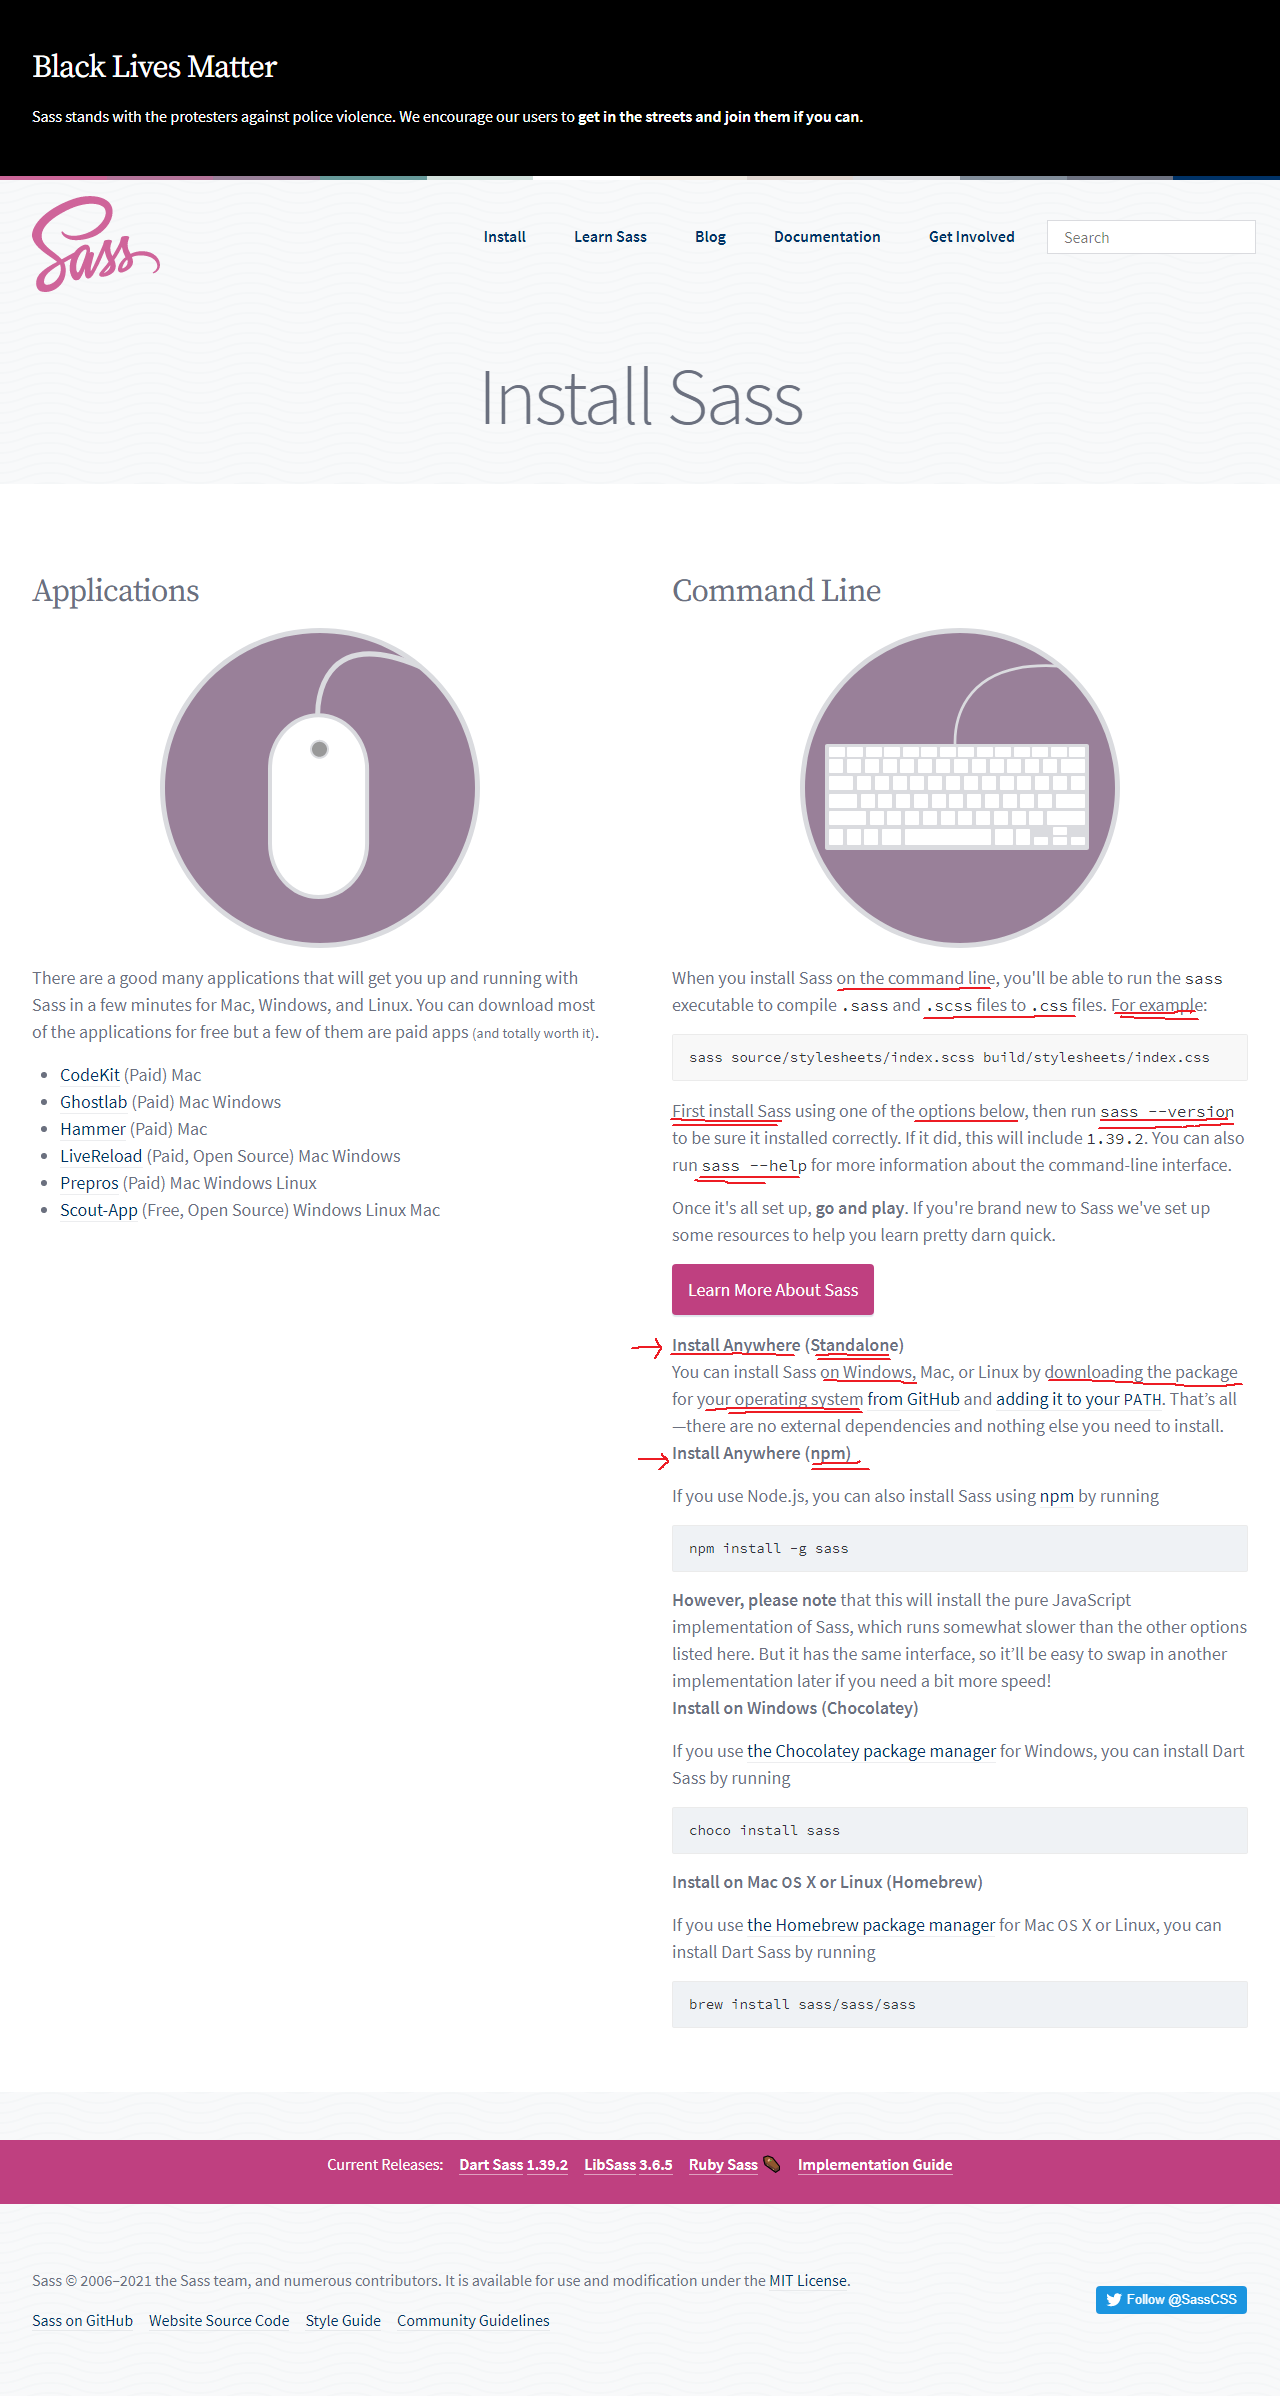 Black Lives Matter
Sass stands with the protesters against police violence. We encourage our users to get in the streets and join them if you can.
Sass
Install Learn Sass Blog Documentation Get Involved Search
Install Sass
Applications
There are a good many applications that will get you up and running with
Sass in a few minutes for Mac, Windows, and Linux. You can download most
of the applications for free but a few of them are paid apps (and totally worth it).
• CodeKit (Paid) Mac
• Ghostlab (Paid) Mac Windows
• Hammer (Paid) Mac
• LiveReload (Paid, Open Source) Mac Windows
• Prepros (Paid) Mac Windows Linux
• Scout-App (Free, Open Source) Windows Linux Mac
Command Line
When you install Sass on the command line, you'll be able to run the sass
executable to compile .sass and .scss files to .css files. For example:
sass source/stylesheets/index.scss build/stylesheets/index.css
First install Sass using one of the options below, then run sass --version
to be sure it installed correctly. If it did, this will include 1.39.2. You can also
run sass --help for more information about the command-line interface.
Once it's all set up, go and play. If you're brand new to Sass we've set up
some resources to help you learn pretty darn quick.
Learn More About Sass
Install Anywhere (Standalone)
You can install Sass on Windows, Mac, or Linux by downloading the package
for your operating system from GitHub and adding it to your PATH. That’s all
—there are no external dependencies and nothing else you need to install.
Install Anywhere (npm)
If you use Node.js, you can also install Sass using npm by running
npm install -g sass
However, please note that this will install the pure JavaScript
implementation of Sass, which runs somewhat slower than the other options
listed here. But it has the same interface, so it’ll be easy to swap in another
implementation later if you need a bit more speed!
Install on Windows (Chocolatey)
If you use the Chocolatey package manager for Windows, you can install Dart
Sass by running
choco install sass
Install on Mac OS X or Linux (Homebrew)
If you use the Homebrew package manager for Mac OS X or Linux, you can
install Dart Sass by running
brew install sass/sass/sass
Current Releases: Dart Sass 1.39.2 LibSass 3.6.5 Ruby Sass ⚰ Implementation Guide
Sass © 2006–2021 the Sass team, and numerous contributors. It is available for use and modification under the MIT License.
Sass on GitHub Website Source Code Style Guide Community Guidelines
Follow @SassCSS